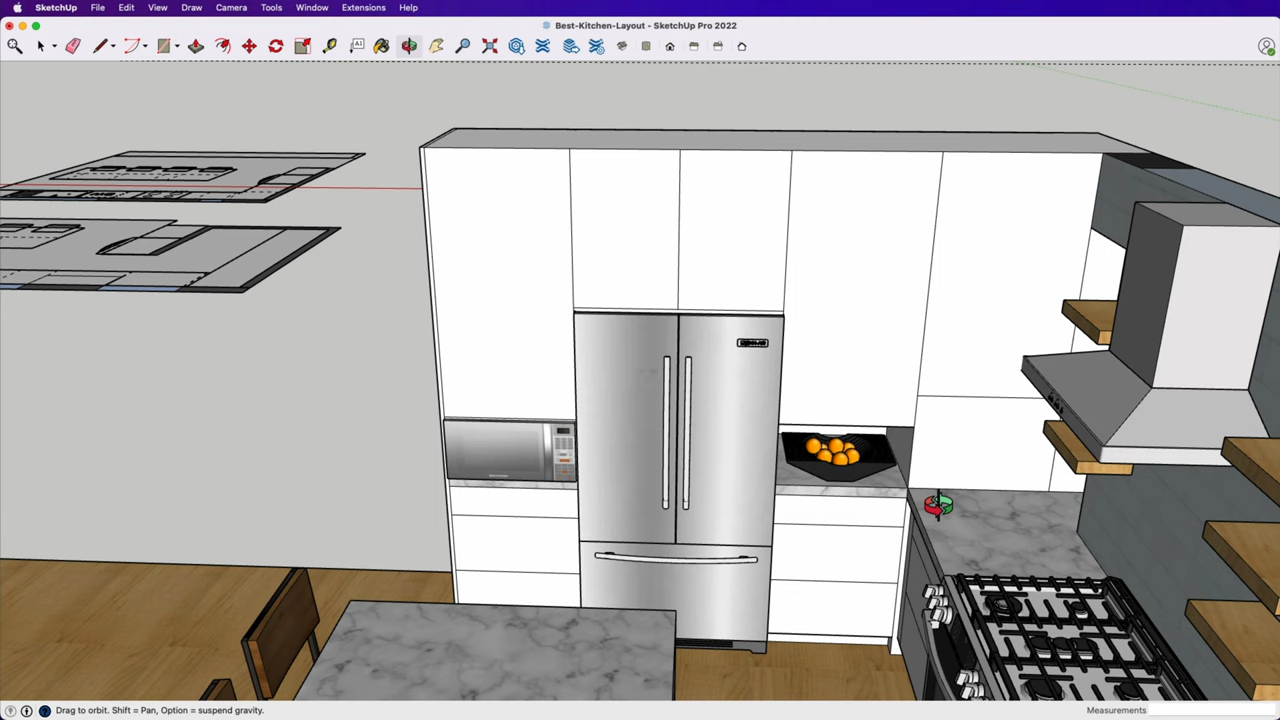 SketchUp File Edit View Draw Camera Tools Window Extensions Help
Best-Kitchen-Layout - SketchUp Pro 2022
A1
Drag to orbit. Shift = Pan, Option = suspend gravity.
Measurements